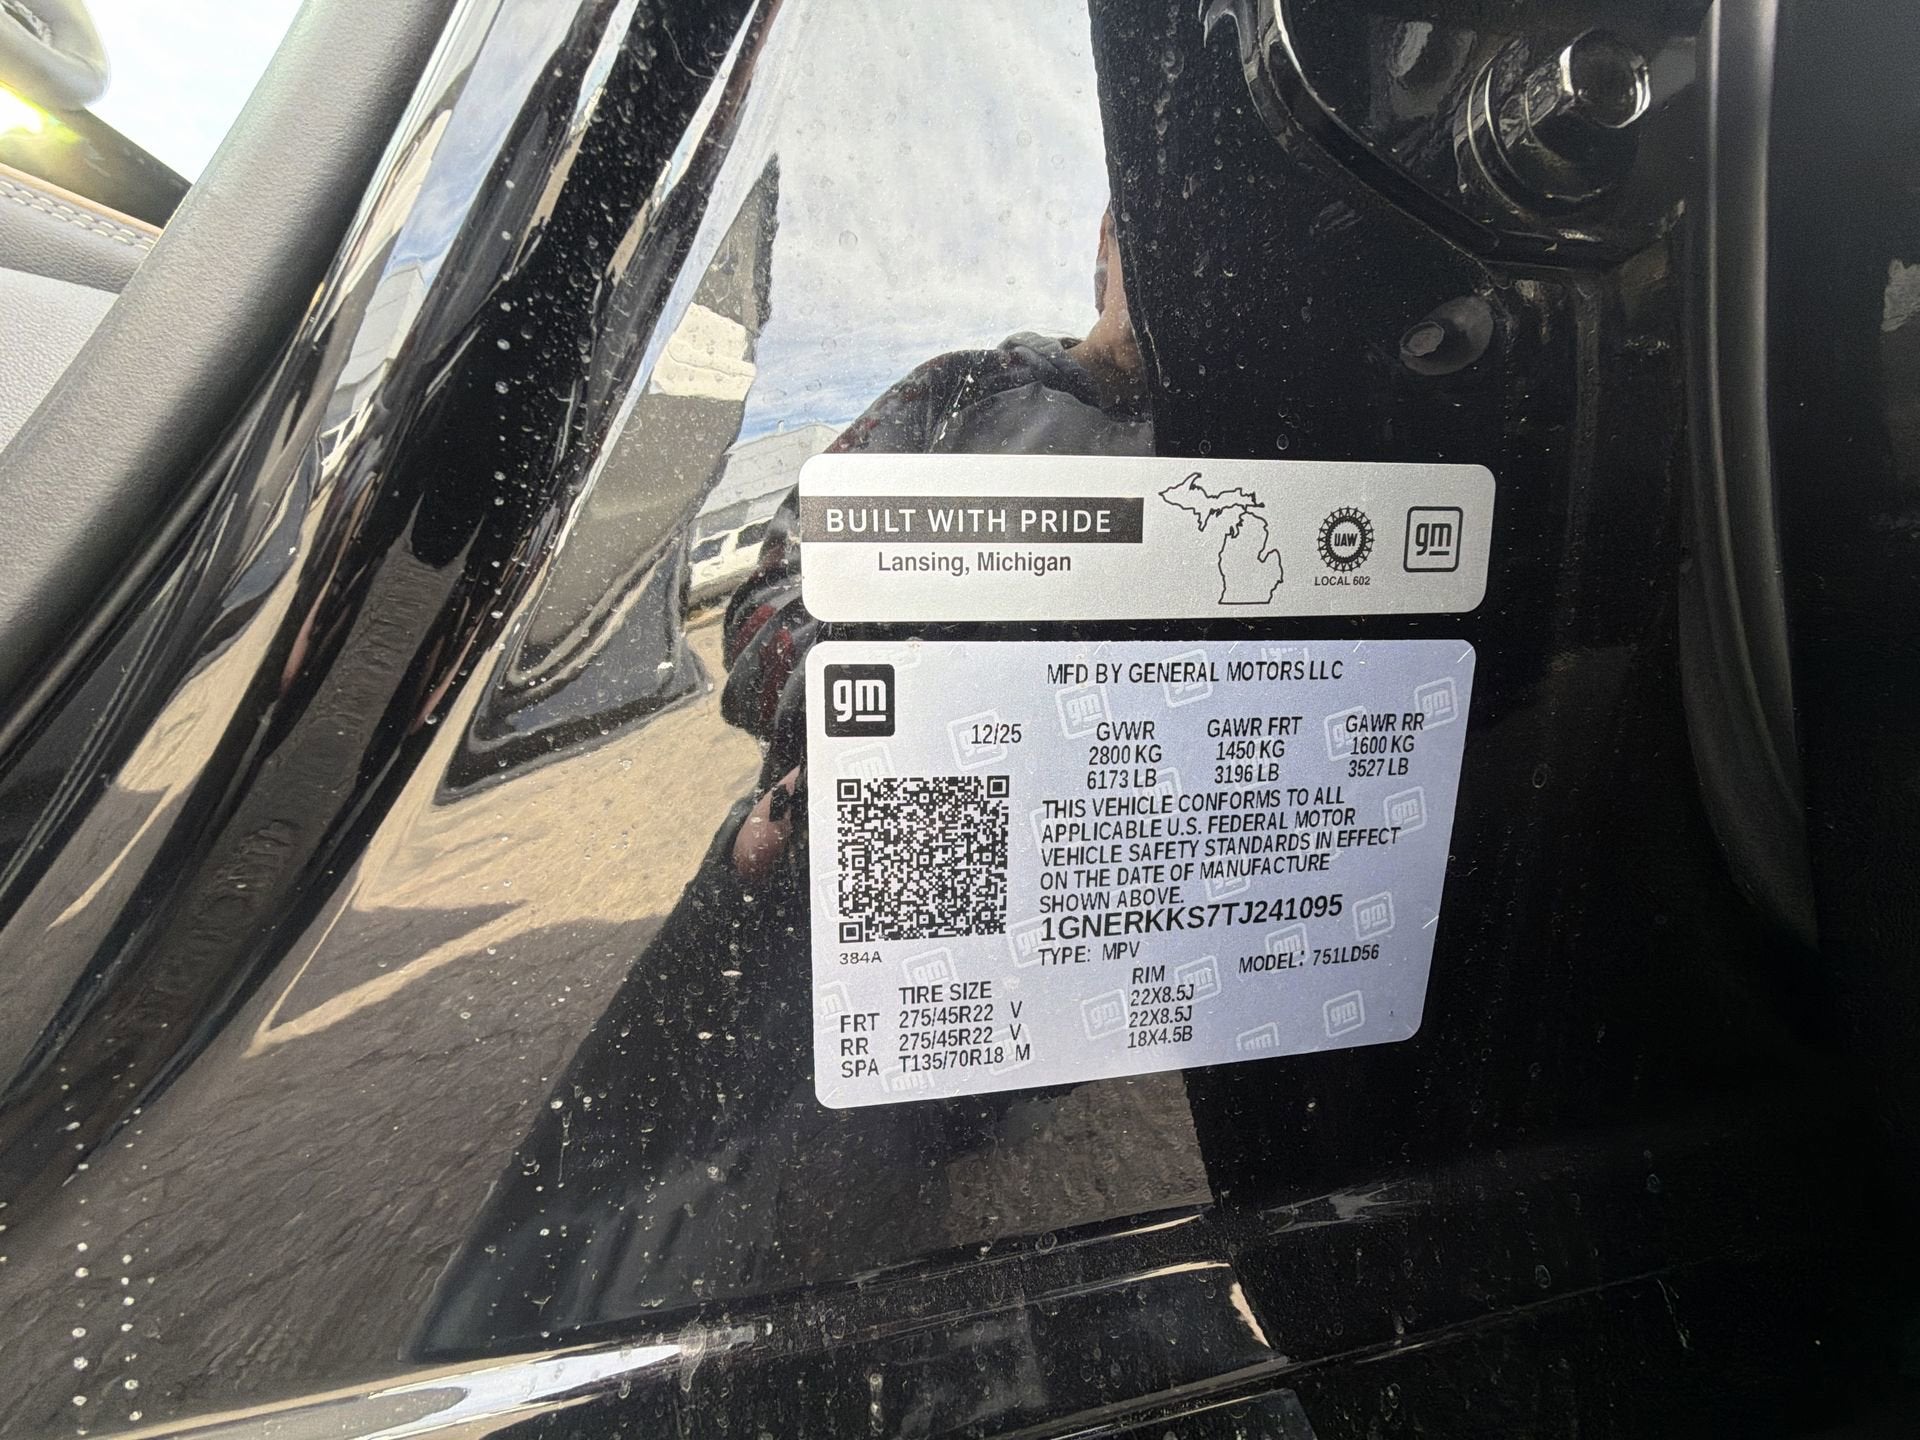 BUILT WITH PRIDE
Lansing, Michigan
UAW
LOCAL 602
gm
gm
MFD BY GENERAL MOTORS LLC
12/25 GVWR GAWR FRT GAWR RR
2800 KG 1450 KG 1600 KG
6173 LB 3196 LB 3527 LB
THIS VEHICLE CONFORMS TO ALL
APPLICABLE U.S. FEDERAL MOTOR
VEHICLE SAFETY STANDARDS IN EFFECT
ON THE DATE OF MANUFACTURE
SHOWN ABOVE.
1GNERKKS7TJ241095
384A
TYPE: MPV MODEL: 751LD56
TIRE SIZE RIM
FRT 275/45R22 V 22X8.5J
RR 275/45R22 V 22X8.5J
SPA T135/70R18 M 18X4.5B